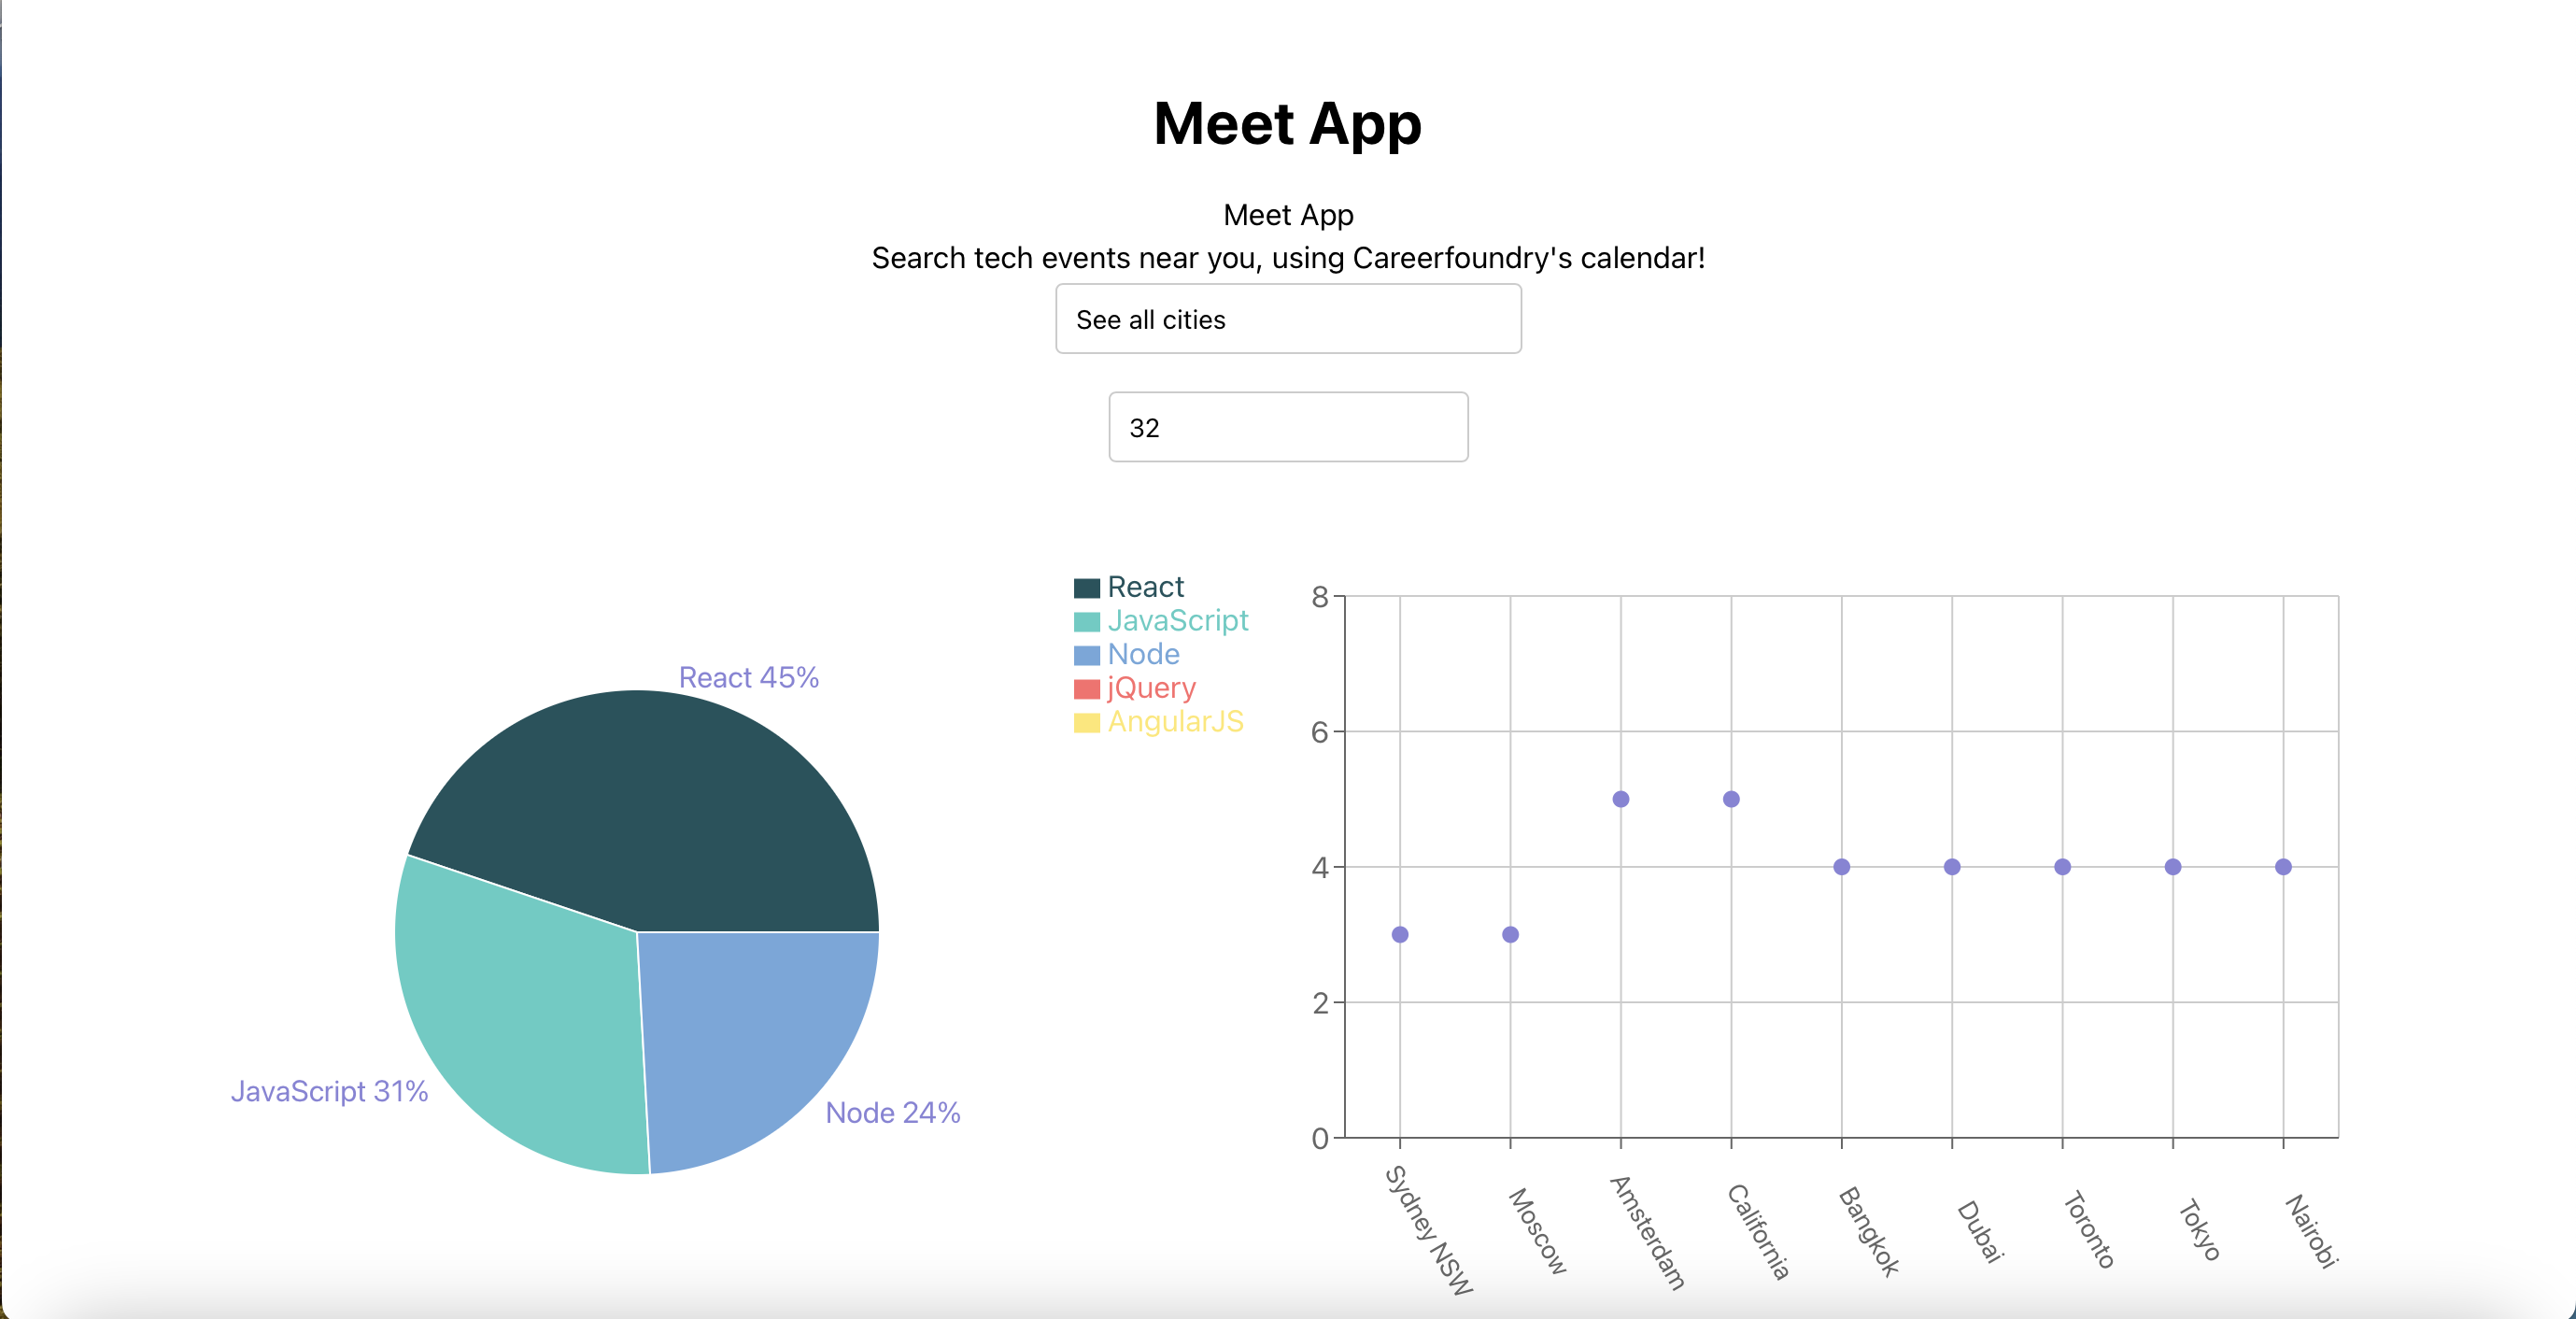 Meet App
Meet App
Search tech events near you, using Careerfoundry's calendar!
See all cities
32
React 45%
JavaScript 31%
Node 24%
React
JavaScript
Node
jQuery
AngularJS
8
6
4
2
0
Sydney NSW
Moscow
Amsterdam
California
Bangkok
Dubai
Toronto
Tokyo
Nairobi